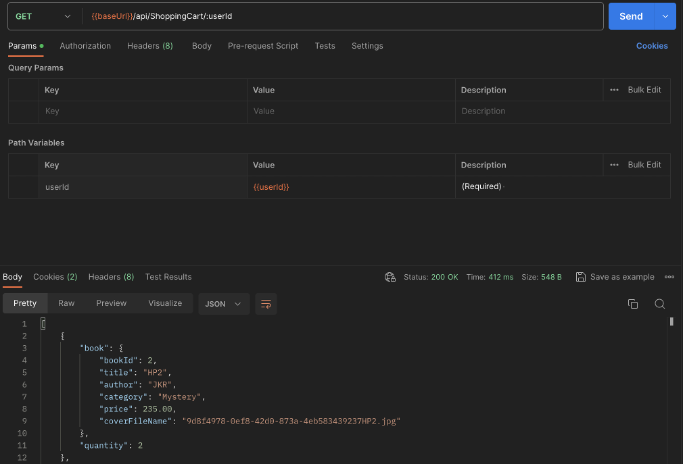 GET {{baseUrl}}/api/ShoppingCart/:userId Send
Params Authorization Headers (8) Body Pre-request Script Tests Settings Cookies
Query Params
Key Value Description ••• Bulk Edit
Key Value Description
Path Variables
Key Value Description ••• Bulk Edit
userId {{userId}} (Required)
Body Cookies (2) Headers (8) Test Results Status: 200 OK Time: 412 ms Size: 548 B Save as example •••
Pretty Raw Preview Visualize JSON
1 [
2 {
3 "book": {
4 "bookId": 2,
5 "title": "HP2",
6 "author": "JKR",
7 "category": "Mystery",
8 "price": 235.00,
9 "coverFileName": "9d8f4978-0ef8-42d0-873a-4eb583439237HP2.jpg"
10 },
11 "quantity": 2
12 },